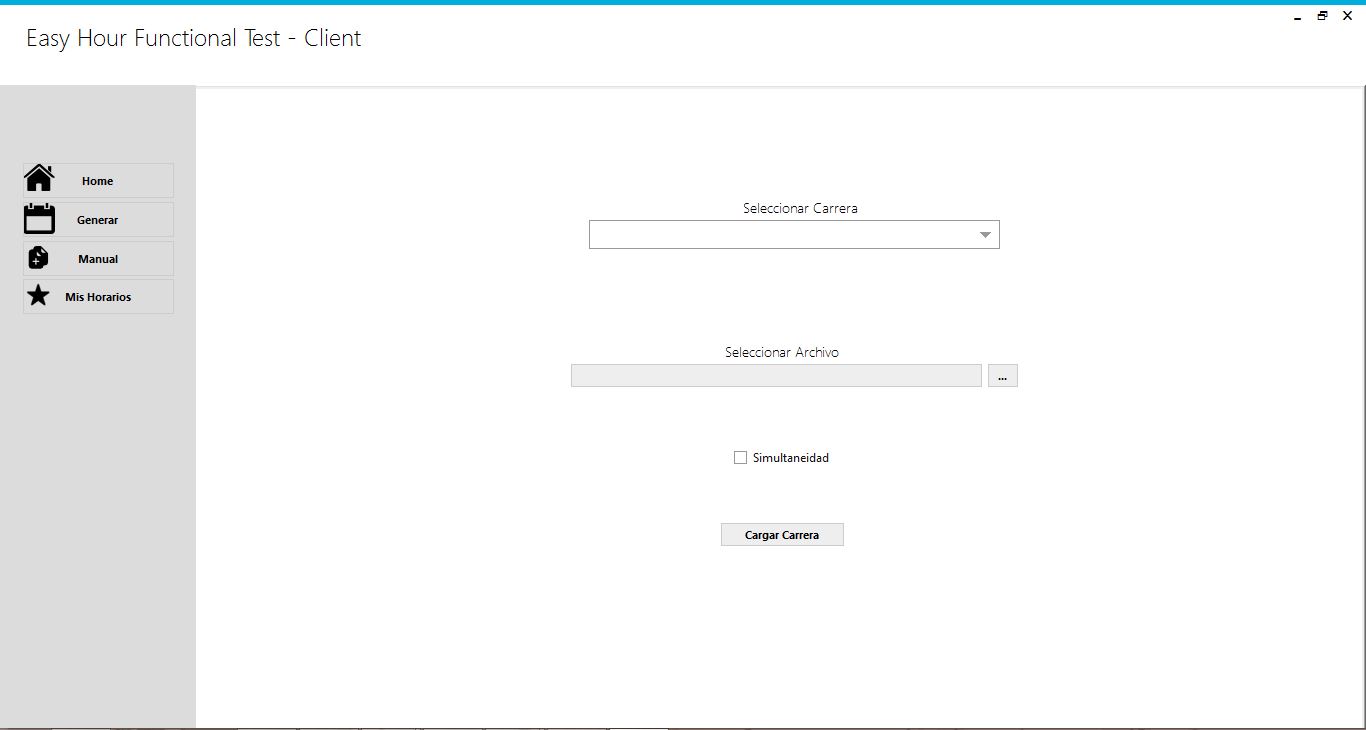 Easy Hour Functional Test - Client
Home
Generar
Manual
Mis Horarios
Seleccionar Carrera
Seleccionar Archivo
...
Simultaneidad
Cargar Carrera